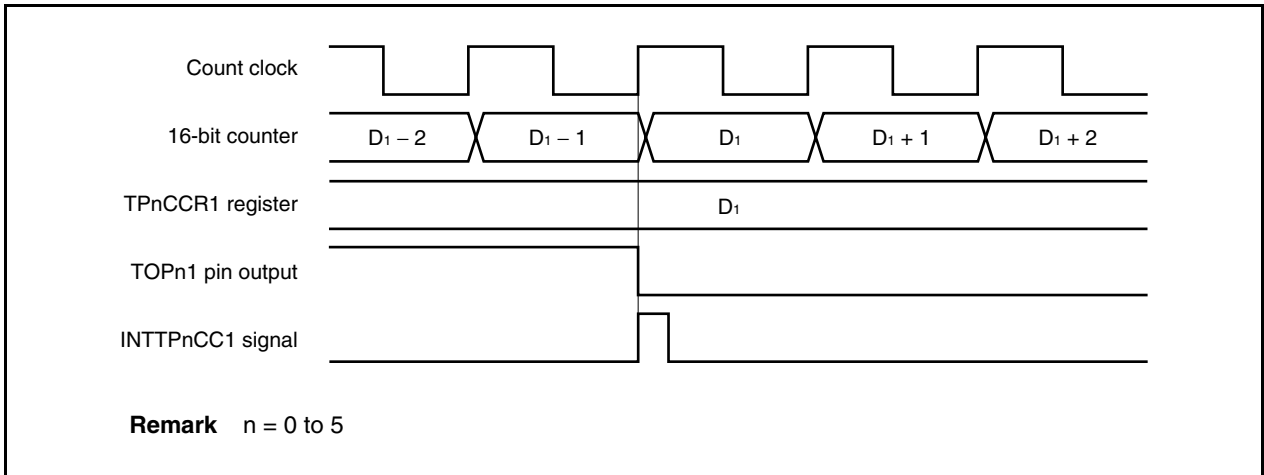 Count clock
16-bit counter
D₁ − 2 D₁ − 1 D₁ D₁ + 1 D₁ + 2
TPnCCR1 register
D₁
TOPn1 pin output
INTTPnCC1 signal
Remark n = 0 to 5